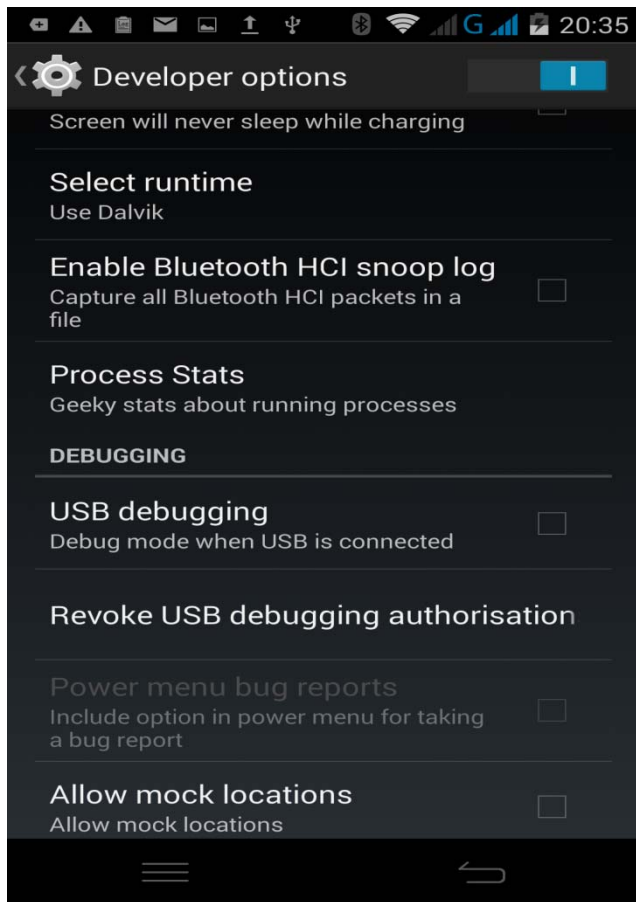 G 20:35
Developer options
Screen will never sleep while charging
Select runtime
Use Dalvik
Enable Bluetooth HCI snoop log
Capture all Bluetooth HCI packets in a
file
Process Stats
Geeky stats about running processes
DEBUGGING
USB debugging
Debug mode when USB is connected
Revoke USB debugging authorisation
Power menu bug reports
Include option in power menu for taking
a bug report
Allow mock locations
Allow mock locations